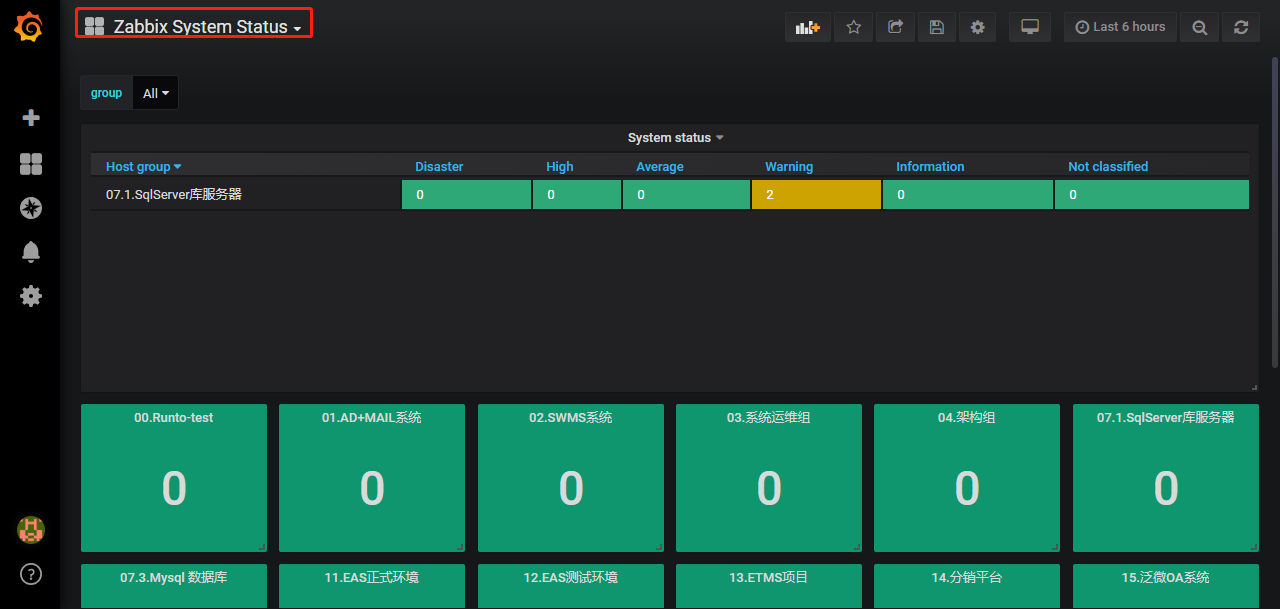 Zabbix System Status
Last 6 hours
group All
System status
Host group Disaster High Average Warning Information Not classified
07.1.SqlServer库服务器 0 0 0 2 0 0
00.Runto-test 01.AD+MAIL系统 02.SWMS系统 03.系统运维组 04.架构组 07.1.SqlServer库服务器
0 0 0 0 0 0
07.3.Mysql 数据库 11.EAS正式环境 12.EAS测试环境 13.ETMS项目 14.分销平台 15.泛微OA系统